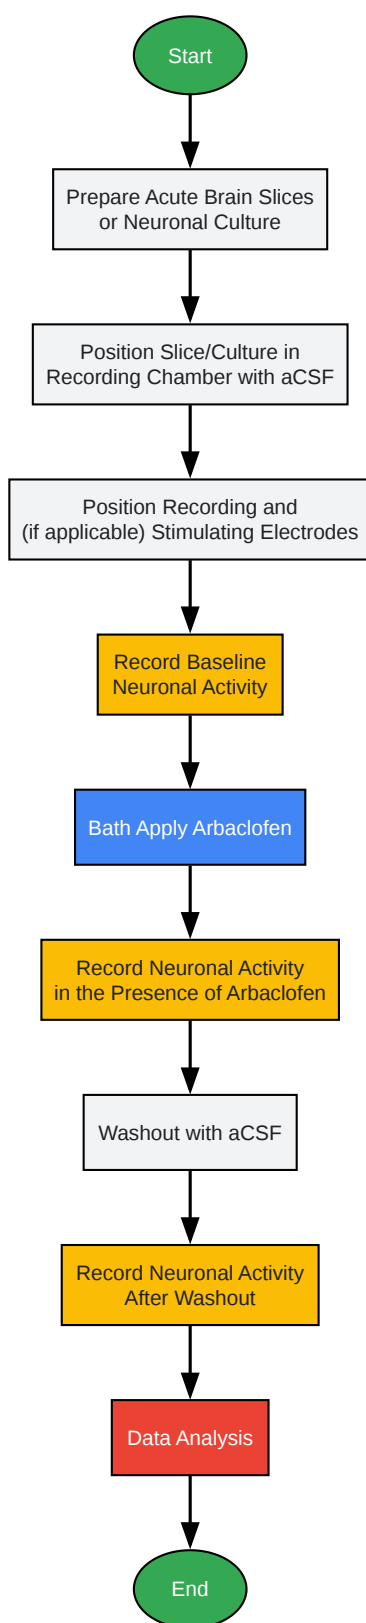 Start
Prepare Acute Brain Slices
or Neuronal Culture
Position Slice/Culture in
Recording Chamber with aCSF
Position Recording and
(if applicable) Stimulating Electrodes
Record Baseline
Neuronal Activity
Bath Apply Arbaclofen
Record Neuronal Activity
in the Presence of Arbaclofen
Washout with aCSF
Record Neuronal Activity
After Washout
Data Analysis
End